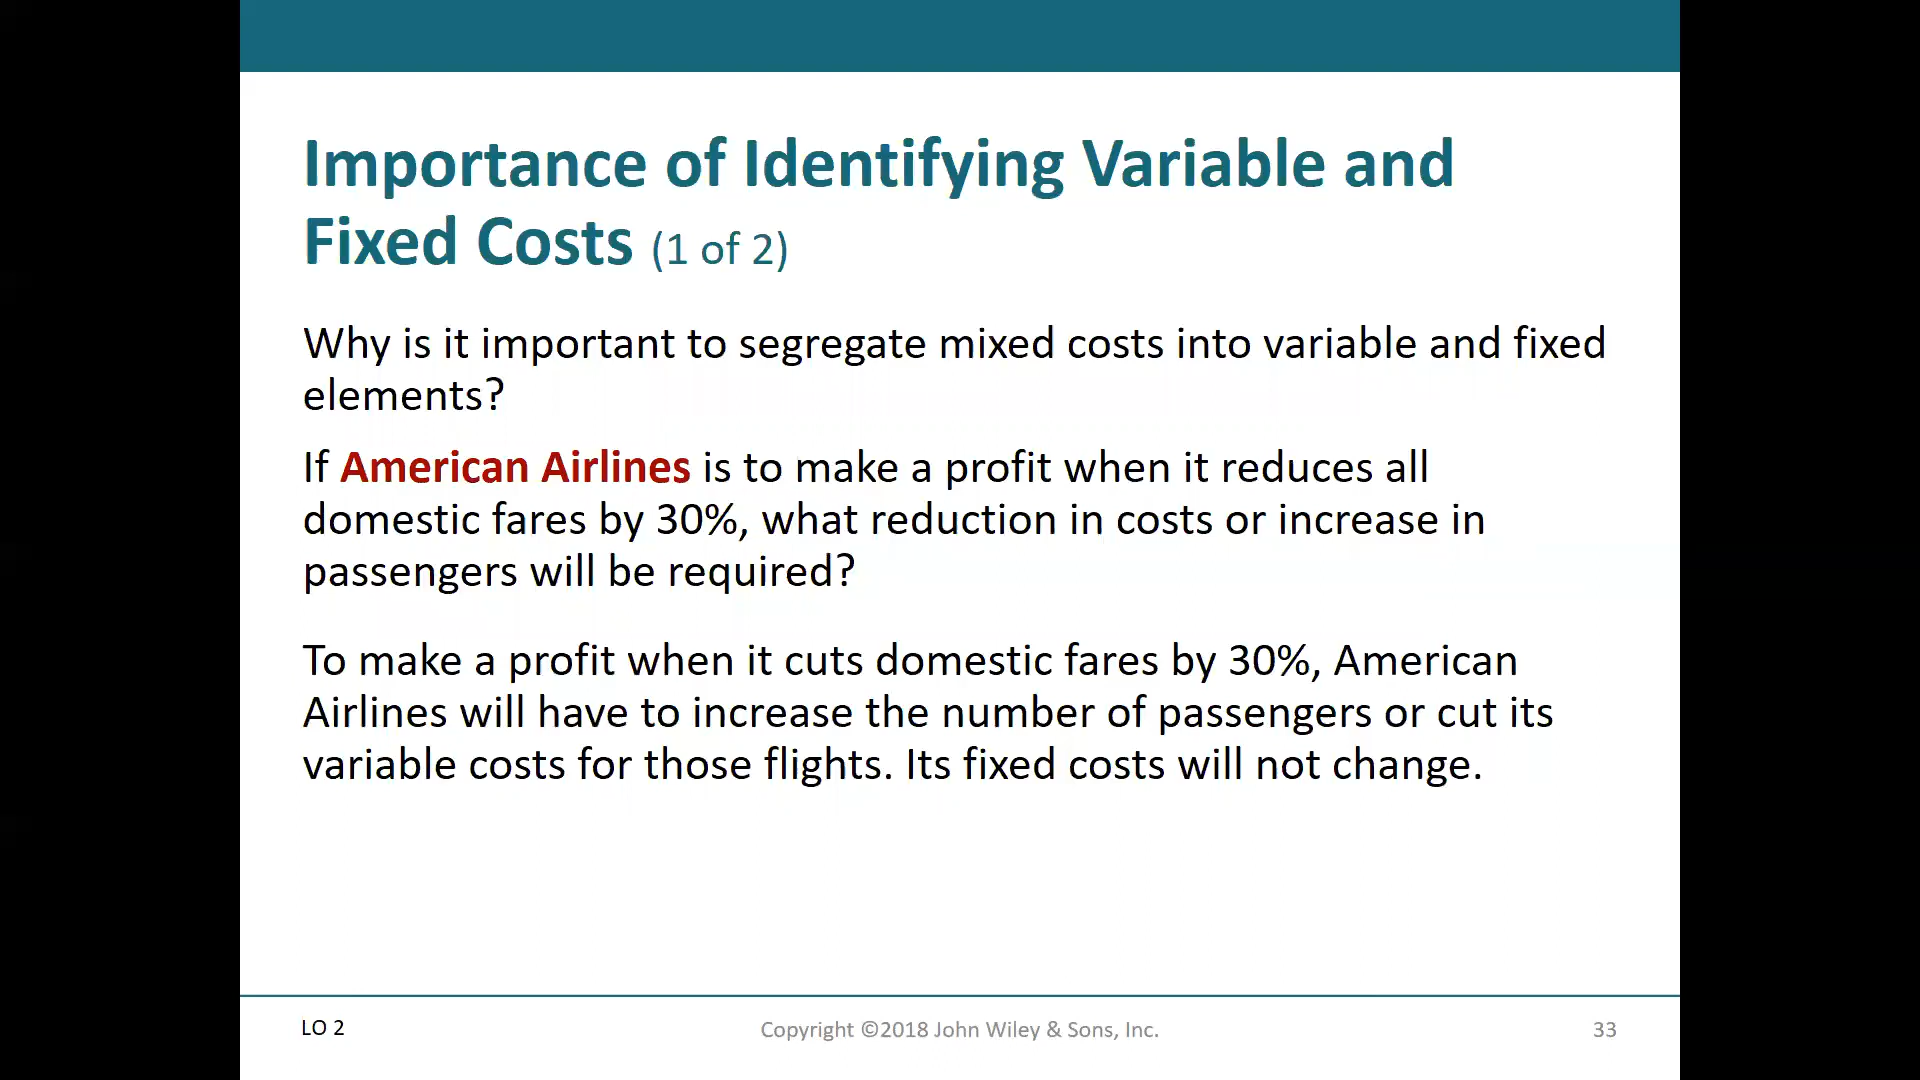 Importance of Identifying Variable and
Fixed Costs (1 of 2)
Why is it important to segregate mixed costs into variable and fixed
elements?
If American Airlines is to make a profit when it reduces all
domestic fares by 30%, what reduction in costs or increase in
passengers will be required?
To make a profit when it cuts domestic fares by 30%, American
Airlines will have to increase the number of passengers or cut its
variable costs for those flights. Its fixed costs will not change.
LO 2
Copyright ©2018 John Wiley & Sons, Inc.
33